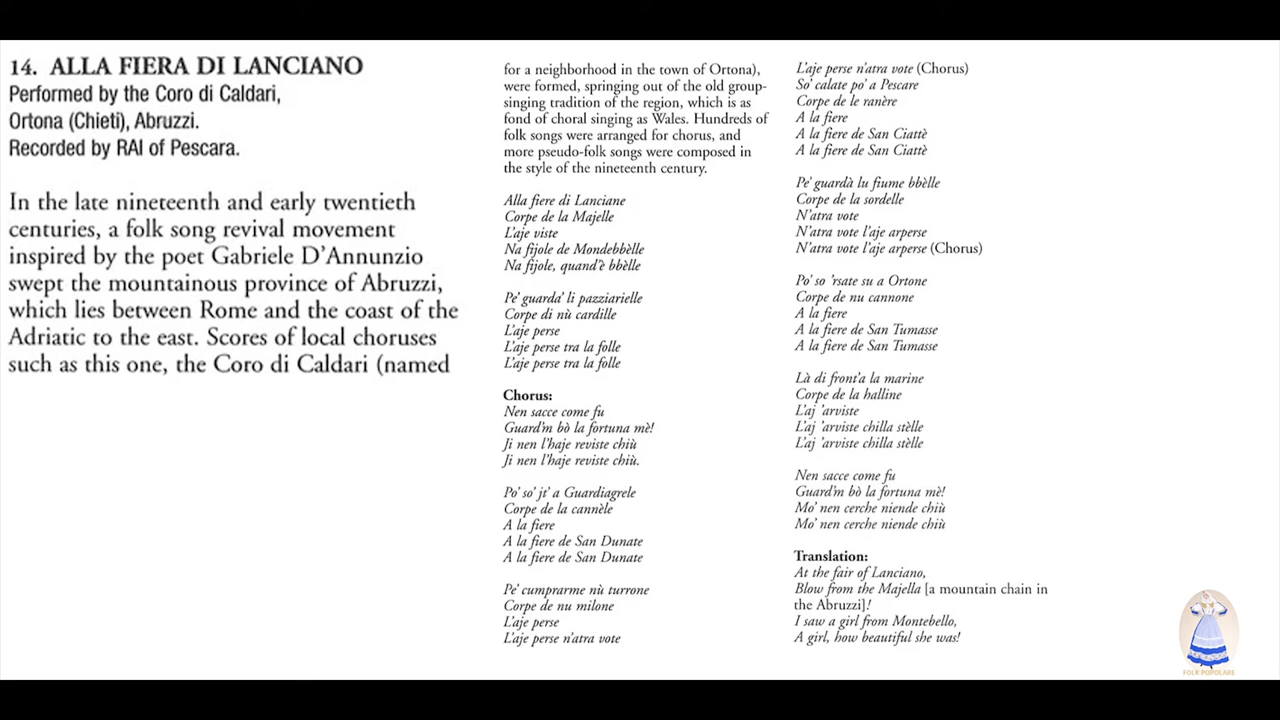 14. ALLA FIERA DI LANCIANO
Performed by the Coro di Caldari,
Ortona (Chieti), Abruzzi.
Recorded by RAI of Pescara.
In the late nineteenth and early twentieth
centuries, a folk song revival movement
inspired by the poet Gabriele D'Annunzio
swept the mountainous province of Abruzzi,
which lies between Rome and the coast of the
Adriatic to the east. Scores of local choruses
such as this one, the Coro di Caldari (named
for a neighborhood in the town of Ortona),
were formed, springing out of the old group-
singing tradition of the region, which is as
fond of choral singing as Wales. Hundreds of
folk songs were arranged for chorus, and
more pseudo-folk songs were composed in
the style of the nineteenth century.
Alla fiere di Lanciane
Corpe de la Majelle
L'aje viste
Na fijole de Mondebbèlle
Na fijole, quand'è bbèlle
Pe' guarda' li pazziarielle
Corpe di nù cardille
L'aje perse
L'aje perse tra la folle
L'aje perse tra la folle
Chorus:
Nen sacce come fu
Guard'm bò la fortuna mè!
Ji nen l'haje reviste chiù
Ji nen l'haje reviste chiù.
Po' so' jt' a Guardiagrele
Corpe de la cannèle
A la fiere
A la fiere de San Dunate
A la fiere de San Dunate
Pe' cumprarme nù turrone
Corpe de nu milone
L'aje perse
L'aje perse n'atra vote
L'aje perse n'atra vote (Chorus)
So' calate po' a Pescare
Corpe de le ranère
A la fiere
A la fiere de San Ciattè
A la fiere de San Ciattè
Pe' guardà lu fiume bbèlle
Corpe de la sordelle
N'atra vote
N'atra vote l'aje arperse
N'atra vote l'aje arperse (Chorus)
Po' so 'rsate su a Ortone
Corpe de nu cannone
A la fiere
A la fiere de San Tumasse
A la fiere de San Tumasse
Là di front'a la marine
Corpe de la halline
L'aj 'arviste
L'aj 'arviste chilla stèlle
L'aj 'arviste chilla stèlle
Nen sacce come fu
Guard'm bò la fortuna mè!
Mo' nen cerche niende chiù
Mo' nen cerche niende chiù
Translation:
At the fair of Lanciano,
Blow from the Majella [a mountain chain in
the Abruzzi]!
I saw a girl from Montebello,
A girl, how beautiful she was!
FOLK POPOLARE